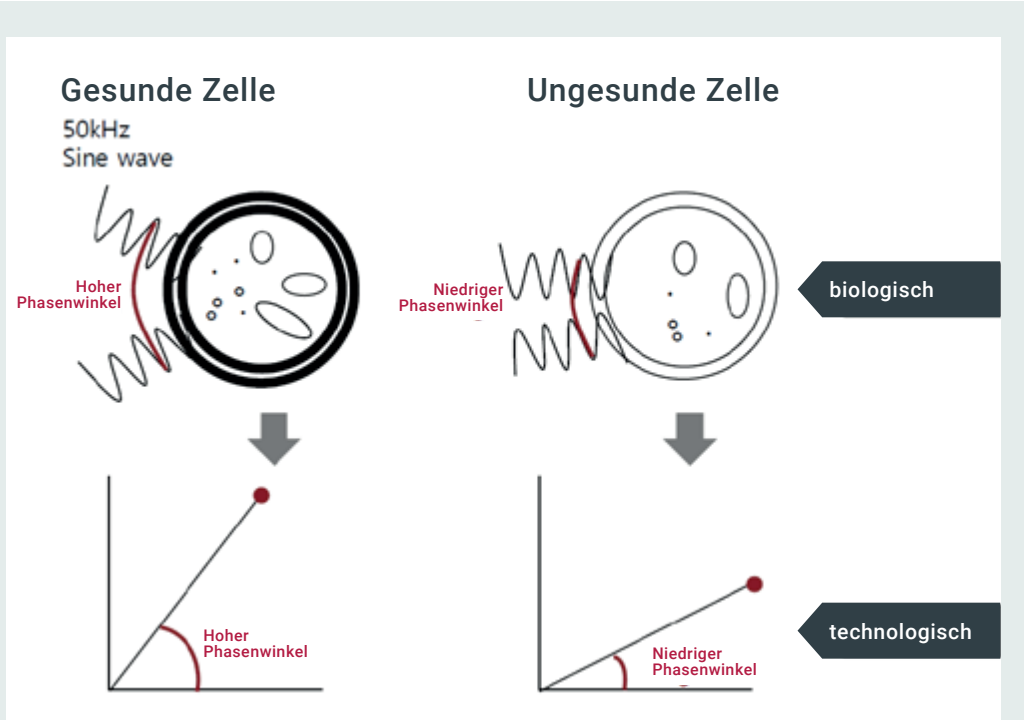 Gesunde Zelle
50kHz
Sine wave
Ungesunde Zelle
Hoher
Phasenwinkel
Niedriger
Phasenwinkel
biologisch
Hoher
Phasenwinkel
Niedriger
Phasenwinkel
technologisch